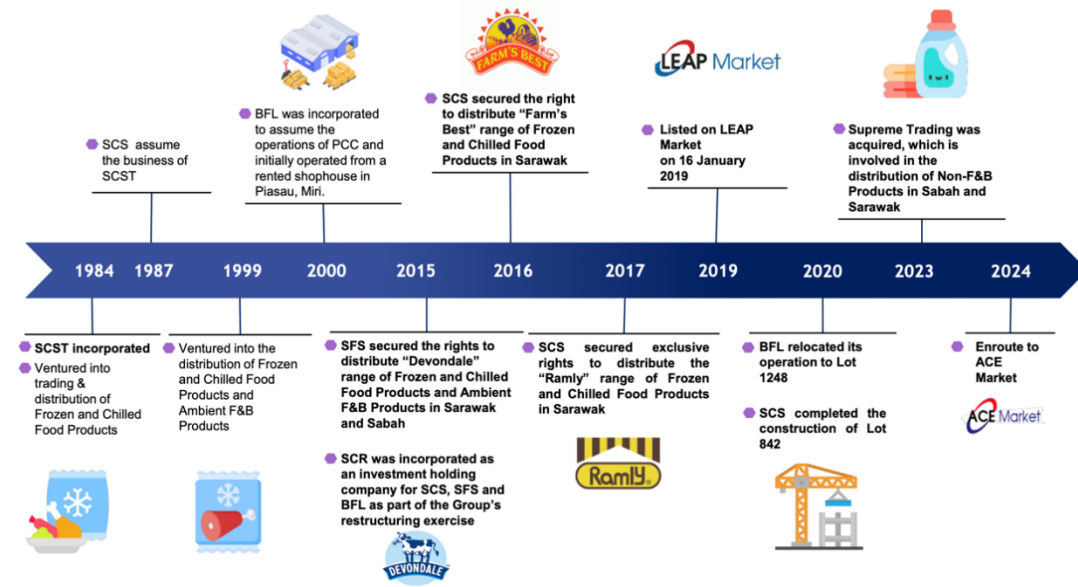 FARM'S BEST
LEAP Market
SCS assume
the business of
SCST
BFL was incorporated
to assume the
operations of PCC and
initially operated from a
rented shophouse in
Piasau, Miri.
SCS secured the right
to distribute “Farm’s
Best” range of Frozen
and Chilled Food
Products in Sarawak
Listed on LEAP
Market
on 16 January
2019
Supreme Trading was
acquired, which is
involved in the
distribution of Non-F&B
Products in Sabah and
Sarawak
1984 1987 1999 2000 2015 2016 2017 2019 2020 2023 2024
SCST incorporated
Ventured into
trading &
distribution of
Frozen and Chilled
Food Products
Ventured into the
distribution of Frozen
and Chilled Food
Products and
Ambient F&B
Products
SFS secured the rights to
distribute “Devondale”
range of Frozen and Chilled
Food Products and Ambient
F&B Products in Sarawak
and Sabah
SCR was incorporated as
an investment holding
company for SCS, SFS and
BFL as part of the Group’s
restructuring exercise
DEVONDALE
SCS secured exclusive
rights to distribute the
“Ramly” range of Frozen
and Chilled Food Products
in Sarawak
Ramly
BFL relocated its
operation to Lot
1248
SCS completed the
construction of Lot
842
Enroute to
ACE
Market
ACE Market